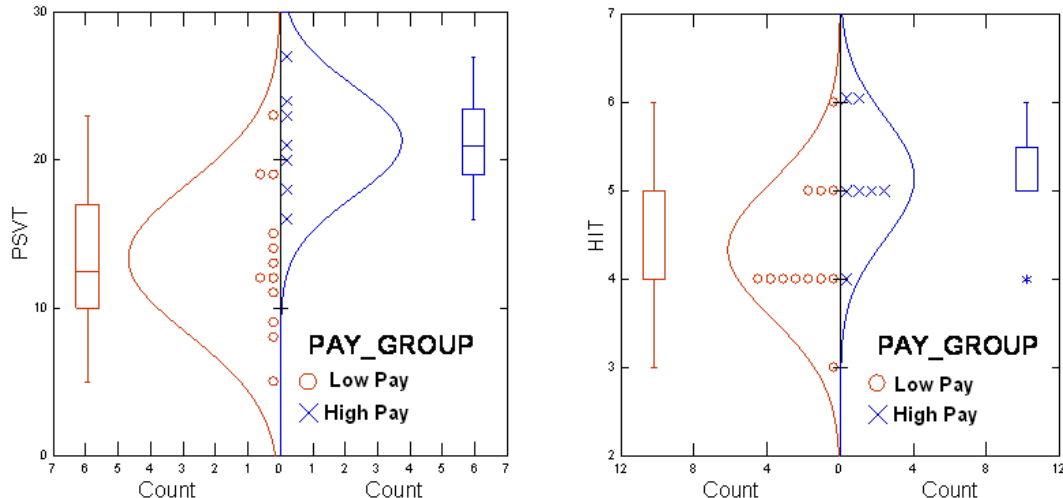 30
20
10
0
PSVT
PAY_GROUP
Low Pay
High Pay
7 6 5 4 3 2 1 0 1 2 3 4 5 6 7
Count Count
7
6
5
4
3
2
HIT
PAY_GROUP
Low Pay
High Pay
12 8 4 0 4 8 12
Count Count